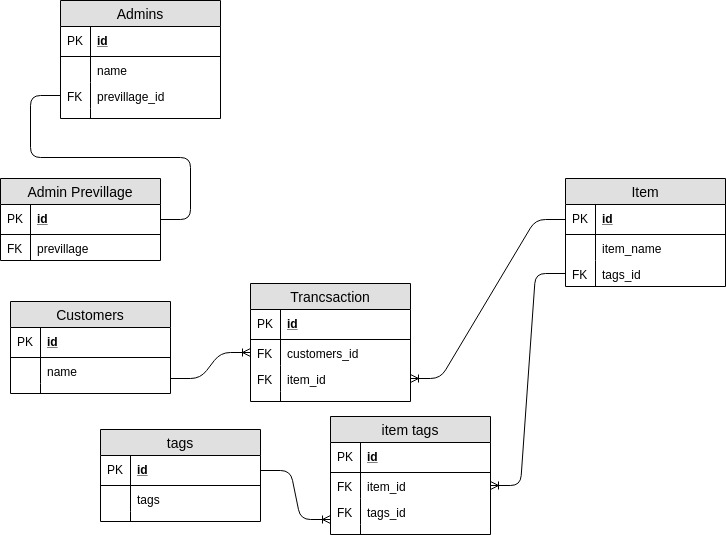 Admins
PK id
name
FK previllage_id
Admin Previllage
PK id
FK previllage
Item
PK id
item_name
FK tags_id
Customers
PK id
name
Trancsaction
PK id
FK customers_id
FK item_id
tags
PK id
tags
item tags
PK id
FK item_id
FK tags_id